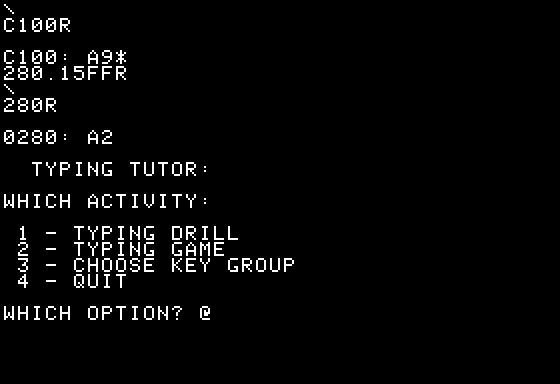 \
C100R

C100: A9*
280.15FFR
\
280R

0280: A2

  TYPING TUTOR:

WHICH ACTIVITY:

 1 - TYPING DRILL
 2 - TYPING GAME
 3 - CHOOSE KEY GROUP
 4 - QUIT

WHICH OPTION? @